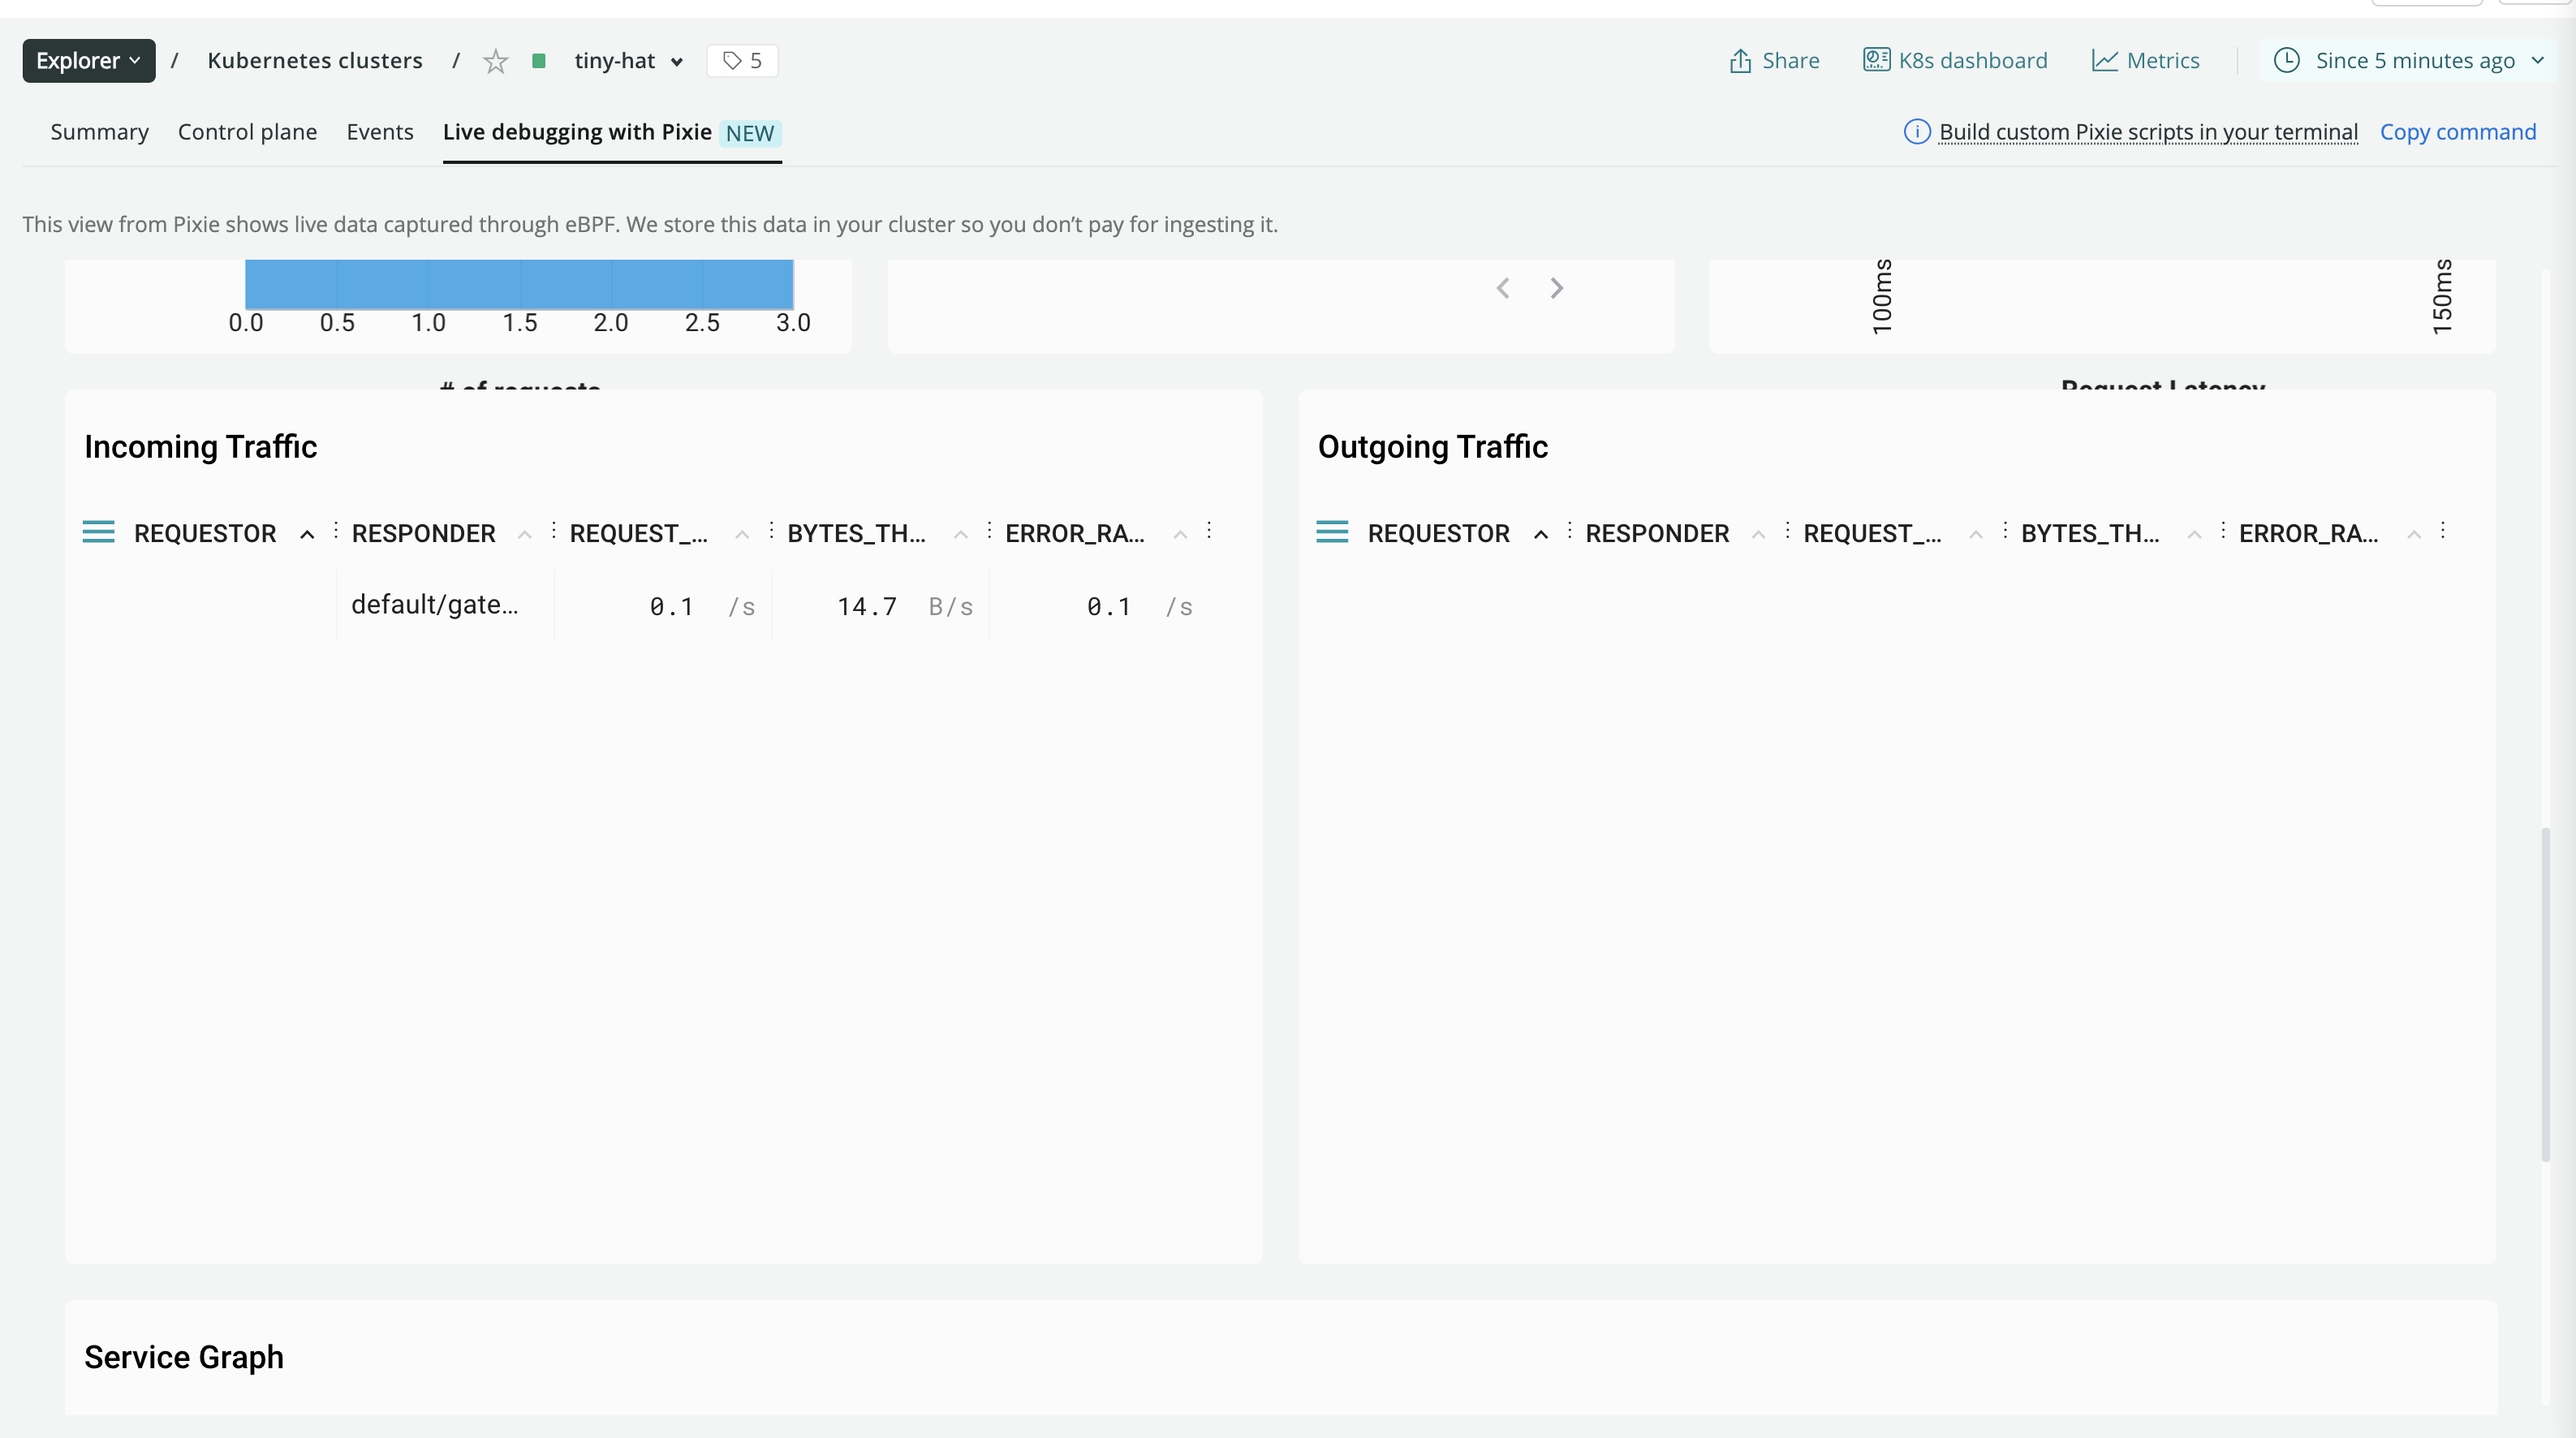 Explorer / Kubernetes clusters / tiny-hat 5 Share K8s dashboard Metrics Since 5 minutes ago
Summary Control plane Events Live debugging with Pixie NEW Build custom Pixie scripts in your terminal Copy command
This view from Pixie shows live data captured through eBPF. We store this data in your cluster so you don’t pay for ingesting it.
0.0 0.5 1.0 1.5 2.0 2.5 3.0
100ms 150ms
# of requests
Request Latency
Incoming Traffic
REQUESTOR RESPONDER REQUEST_... BYTES_TH... ERROR_RA...
default/gate... 0.1 /s 14.7 B/s 0.1 /s
Outgoing Traffic
REQUESTOR RESPONDER REQUEST_... BYTES_TH... ERROR_RA...
Service Graph